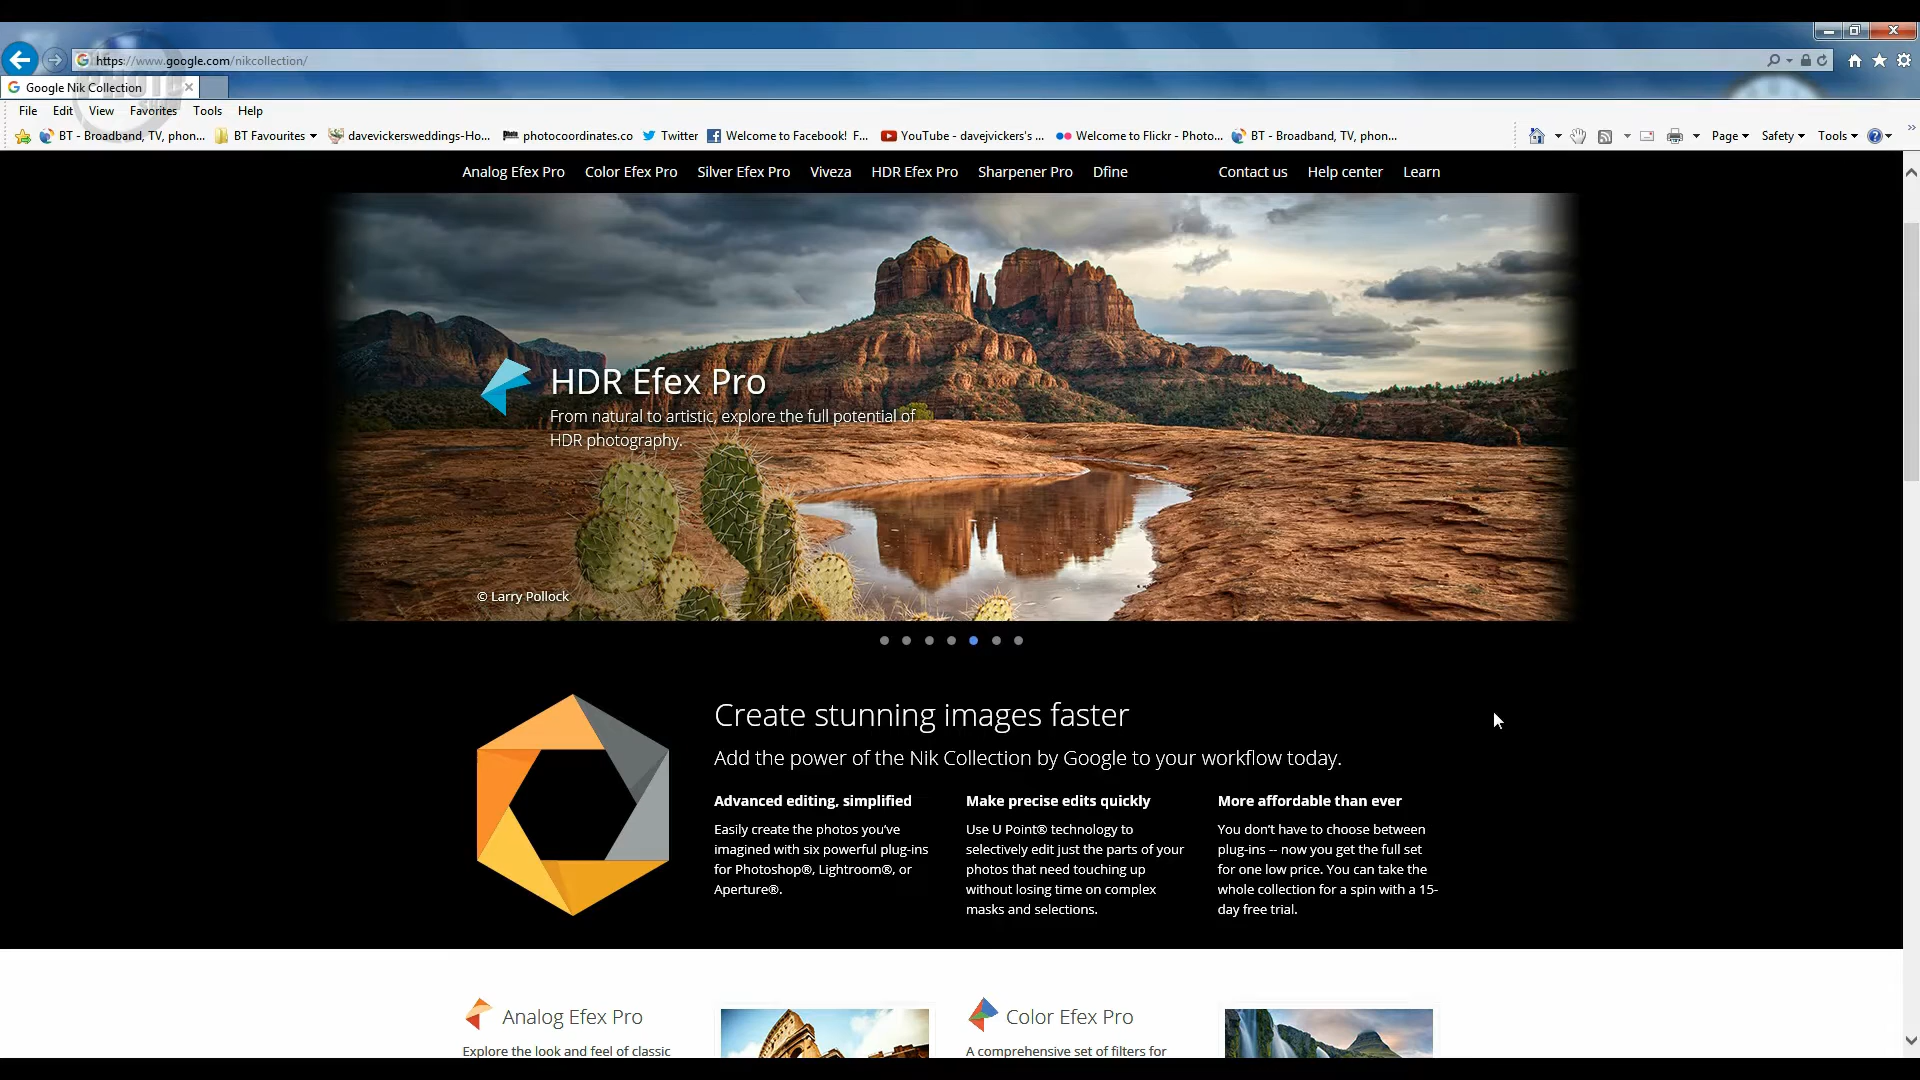 https://www.google.com/nikcollection/
Google Nik Collection
File Edit View Favorites Tools Help
BT - Broadband, TV, phon... BT Favourites davevickersweddings-Ho... photocoordinates.co Twitter Welcome to Facebook! F... YouTube - davejvickers's ... Welcome to Flickr - Photo... BT - Broadband, TV, phon... Page Safety Tools
Analog Efex Pro Color Efex Pro Silver Efex Pro Viveza HDR Efex Pro Sharpener Pro Dfine Contact us Help center Learn
HDR Efex Pro
From natural to artistic, explore the full potential of
HDR photography.
© Larry Pollock
Create stunning images faster
Add the power of the Nik Collection by Google to your workflow today.
Advanced editing, simplified
Easily create the photos you've
imagined with six powerful plug-ins
for Photoshop®, Lightroom®, or
Aperture®.
Make precise edits quickly
Use U Point® technology to
selectively edit just the parts of your
photos that need touching up
without losing time on complex
masks and selections.
More affordable than ever
You don't have to choose between
plug-ins -- now you get the full set
for one low price. You can take the
whole collection for a spin with a 15-
day free trial.
Analog Efex Pro
Explore the look and feel of classic
Color Efex Pro
A comprehensive set of filters for